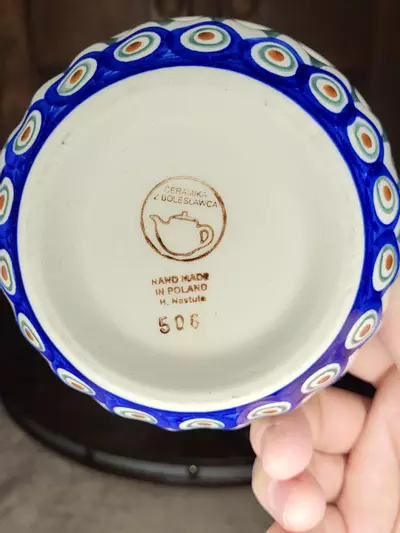 CERAMIKA
Z BOLESŁAWCA
HAND MADE
IN POLAND
H. Nastula
506